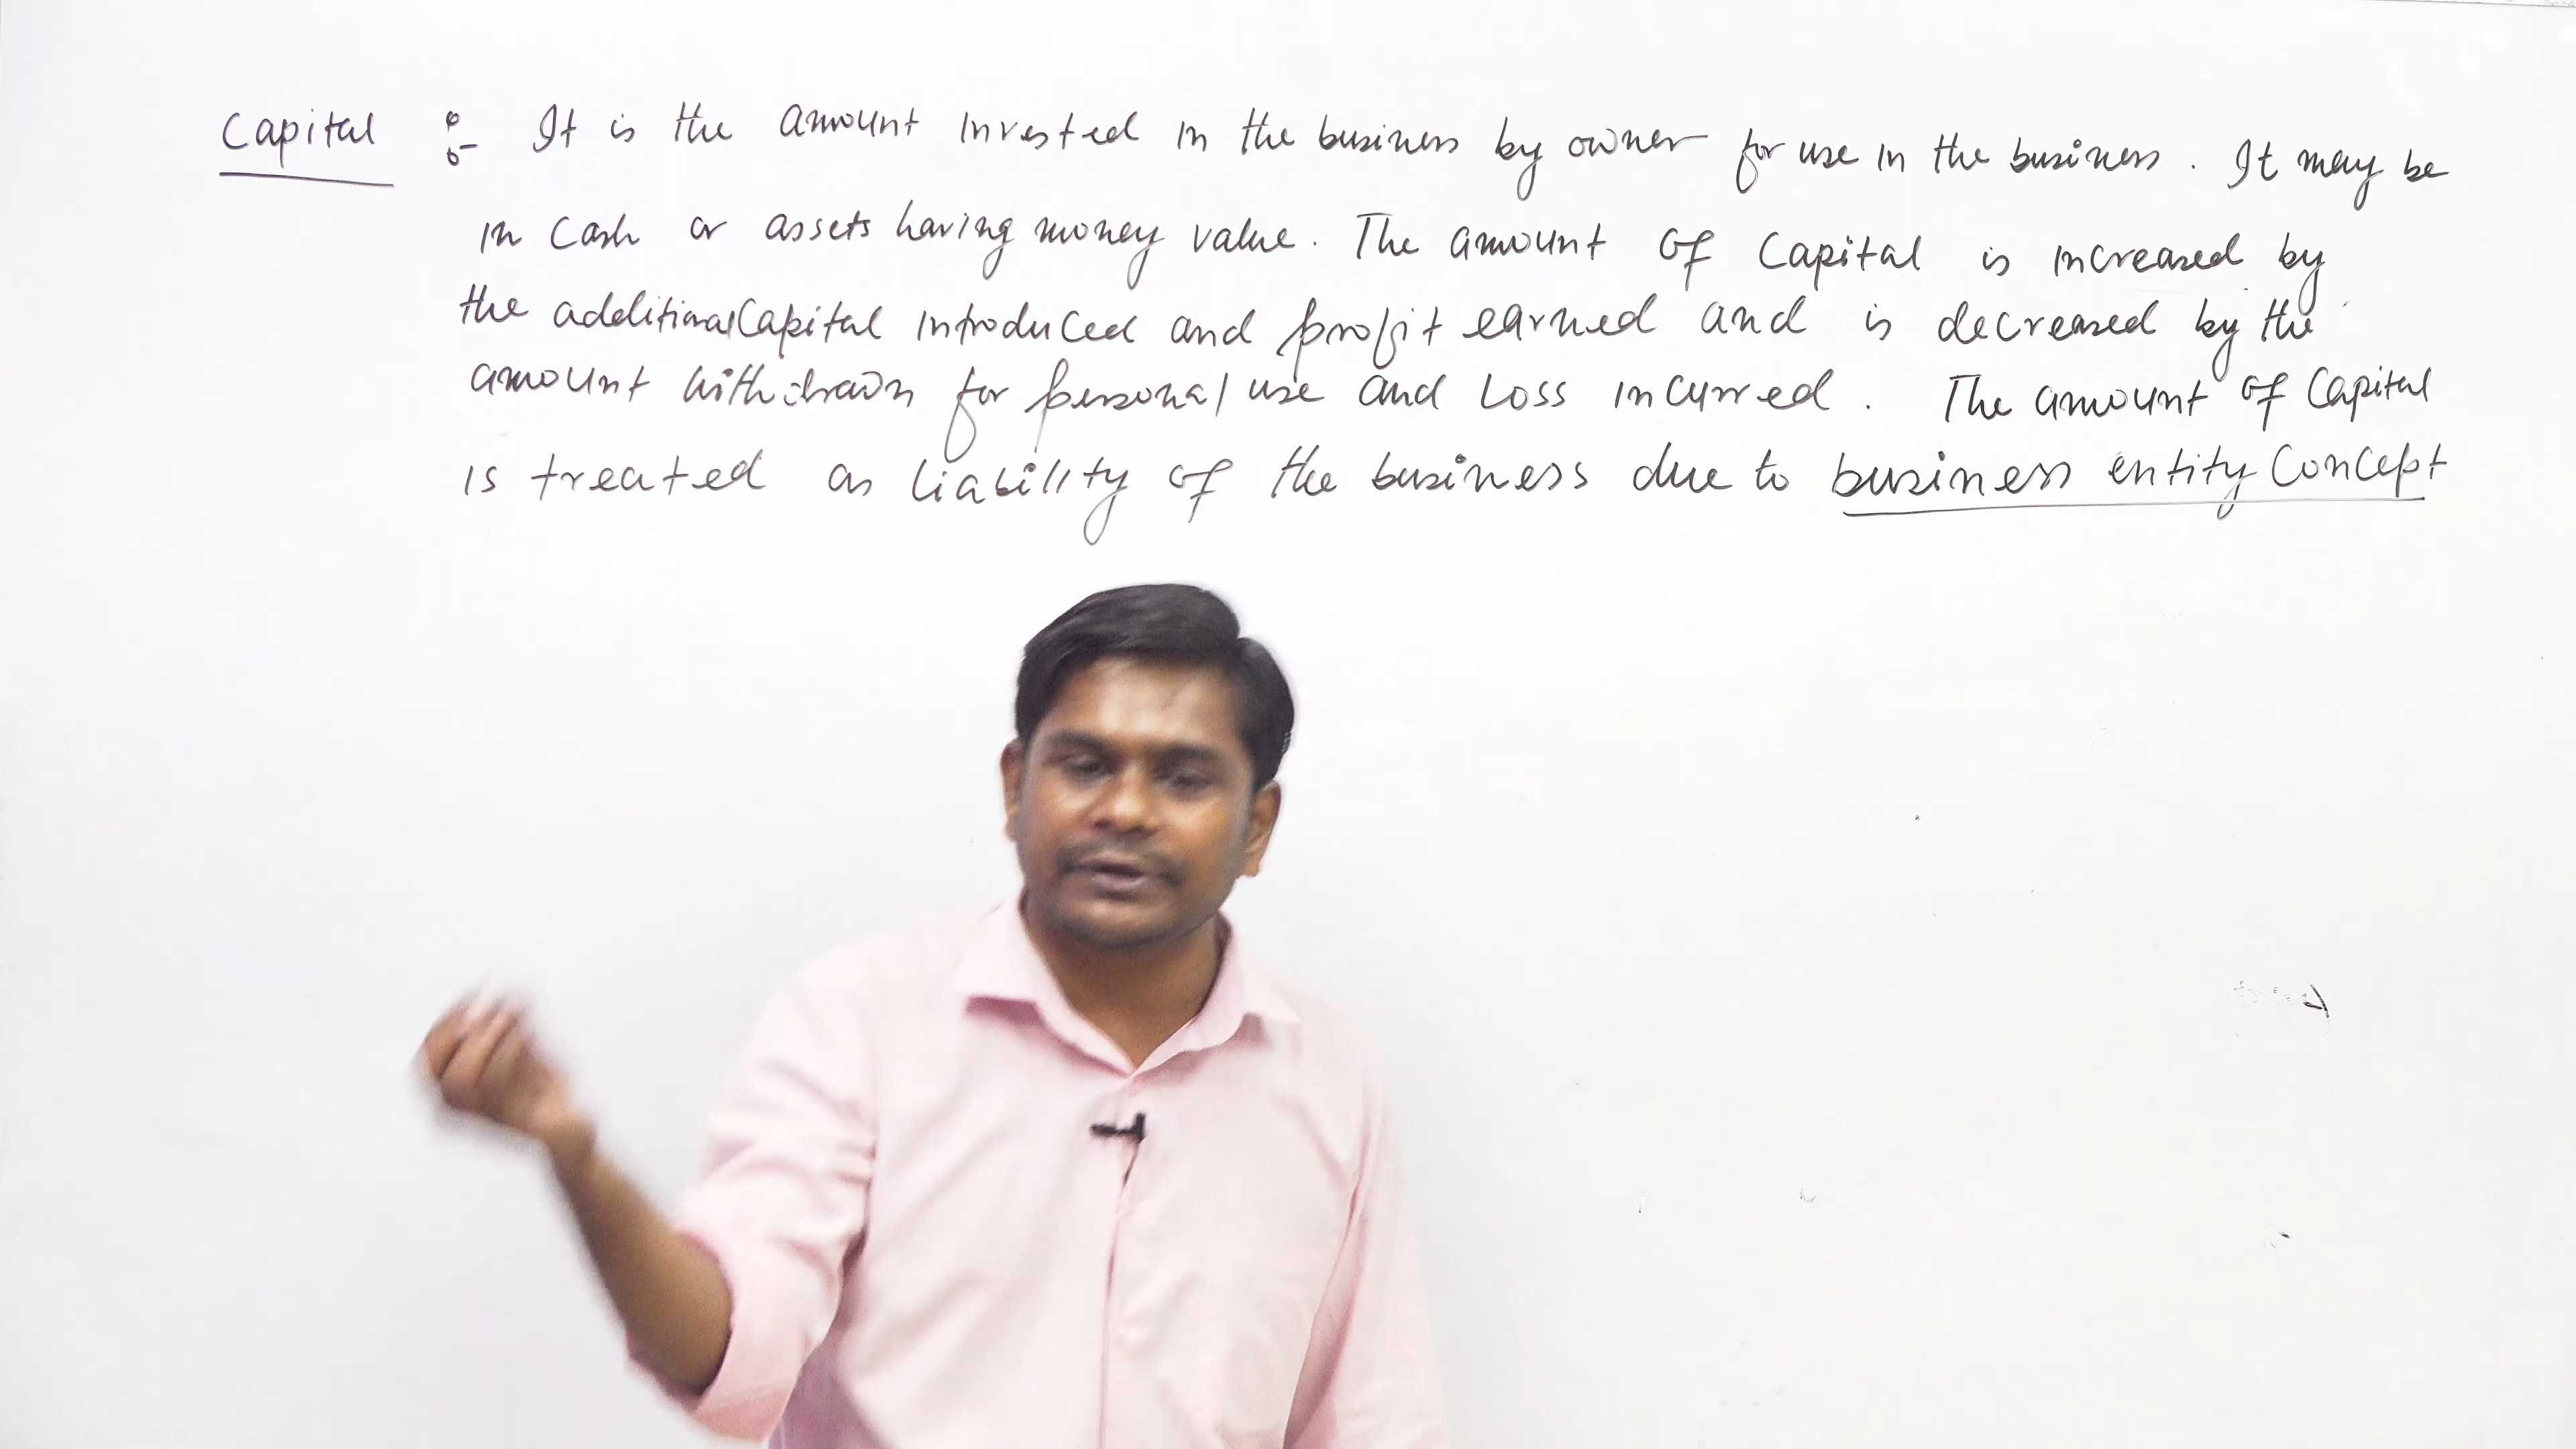 Capital :- It is the amount invested in the business by owner for use in the business. It may be
in cash or assets having money value. The amount of capital is increased by
the additional capital introduced and profit earned and is decreased by the
amount withdrawn for personal use and loss incurred. The amount of capital
is treated as liability of the business due to business entity concept